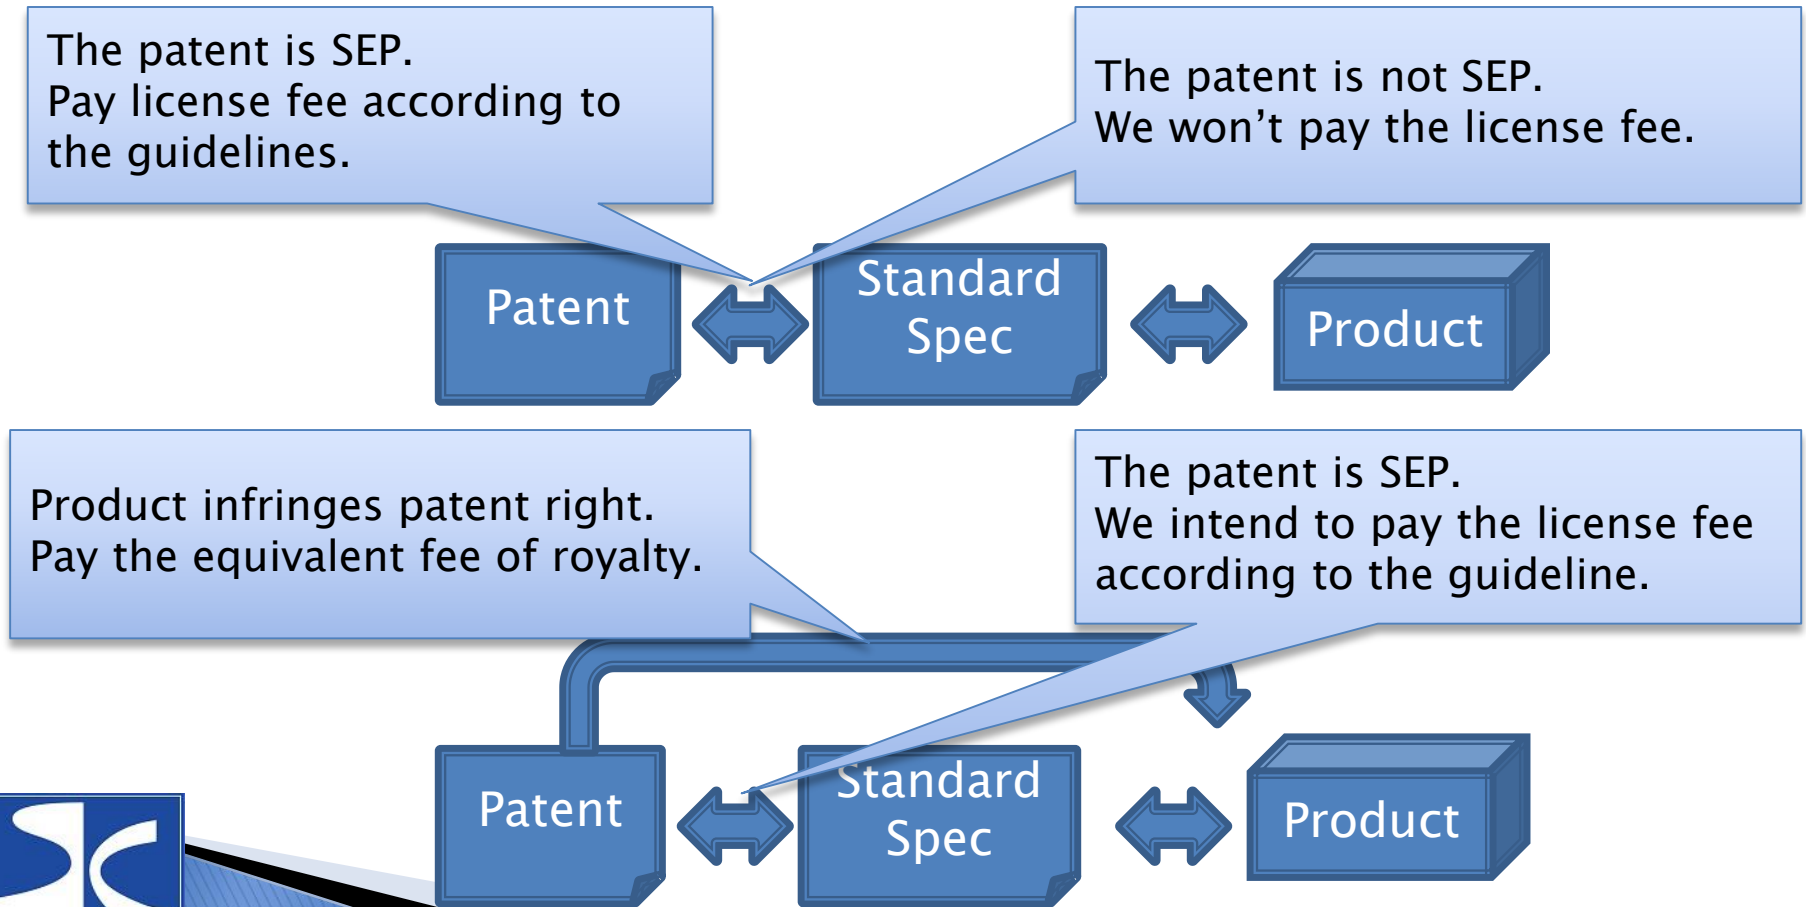 The patent is SEP.
Pay license fee according to
the guidelines.
The patent is not SEP.
We won’t pay the license fee.
Patent
Standard
Spec
Product
Product infringes patent right.
Pay the equivalent fee of royalty.
The patent is SEP.
We intend to pay the license fee
according to the guideline.
Patent
Standard
Spec
Product